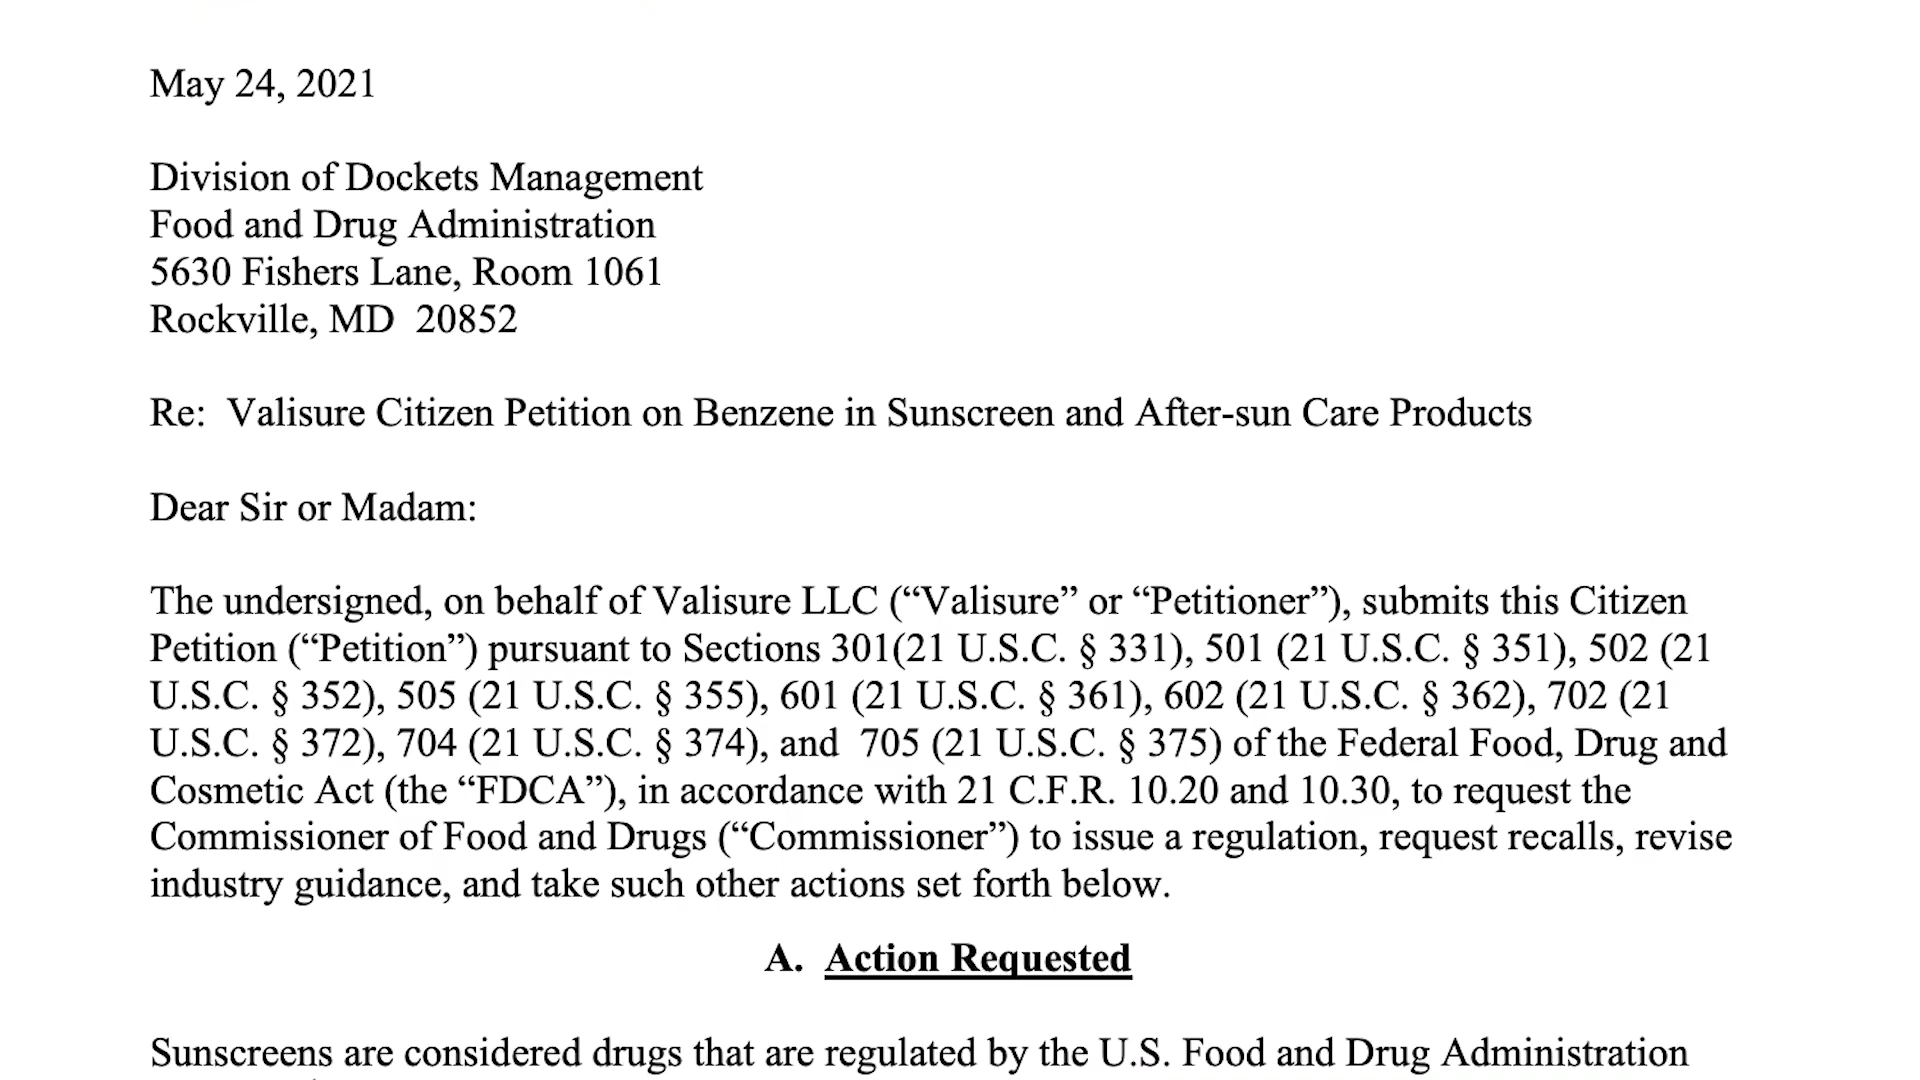 May 24, 2021
Division of Dockets Management
Food and Drug Administration
5630 Fishers Lane, Room 1061
Rockville, MD  20852
Re:  Valisure Citizen Petition on Benzene in Sunscreen and After-sun Care Products
Dear Sir or Madam:
The undersigned, on behalf of Valisure LLC (“Valisure” or “Petitioner”), submits this Citizen
Petition (“Petition”) pursuant to Sections 301(21 U.S.C. § 331), 501 (21 U.S.C. § 351), 502 (21
U.S.C. § 352), 505 (21 U.S.C. § 355), 601 (21 U.S.C. § 361), 602 (21 U.S.C. § 362), 702 (21
U.S.C. § 372), 704 (21 U.S.C. § 374), and  705 (21 U.S.C. § 375) of the Federal Food, Drug and
Cosmetic Act (the “FDCA”), in accordance with 21 C.F.R. 10.20 and 10.30, to request the
Commissioner of Food and Drugs (“Commissioner”) to issue a regulation, request recalls, revise
industry guidance, and take such other actions set forth below.
A.  Action Requested
Sunscreens are considered drugs that are regulated by the U.S. Food and Drug Administration